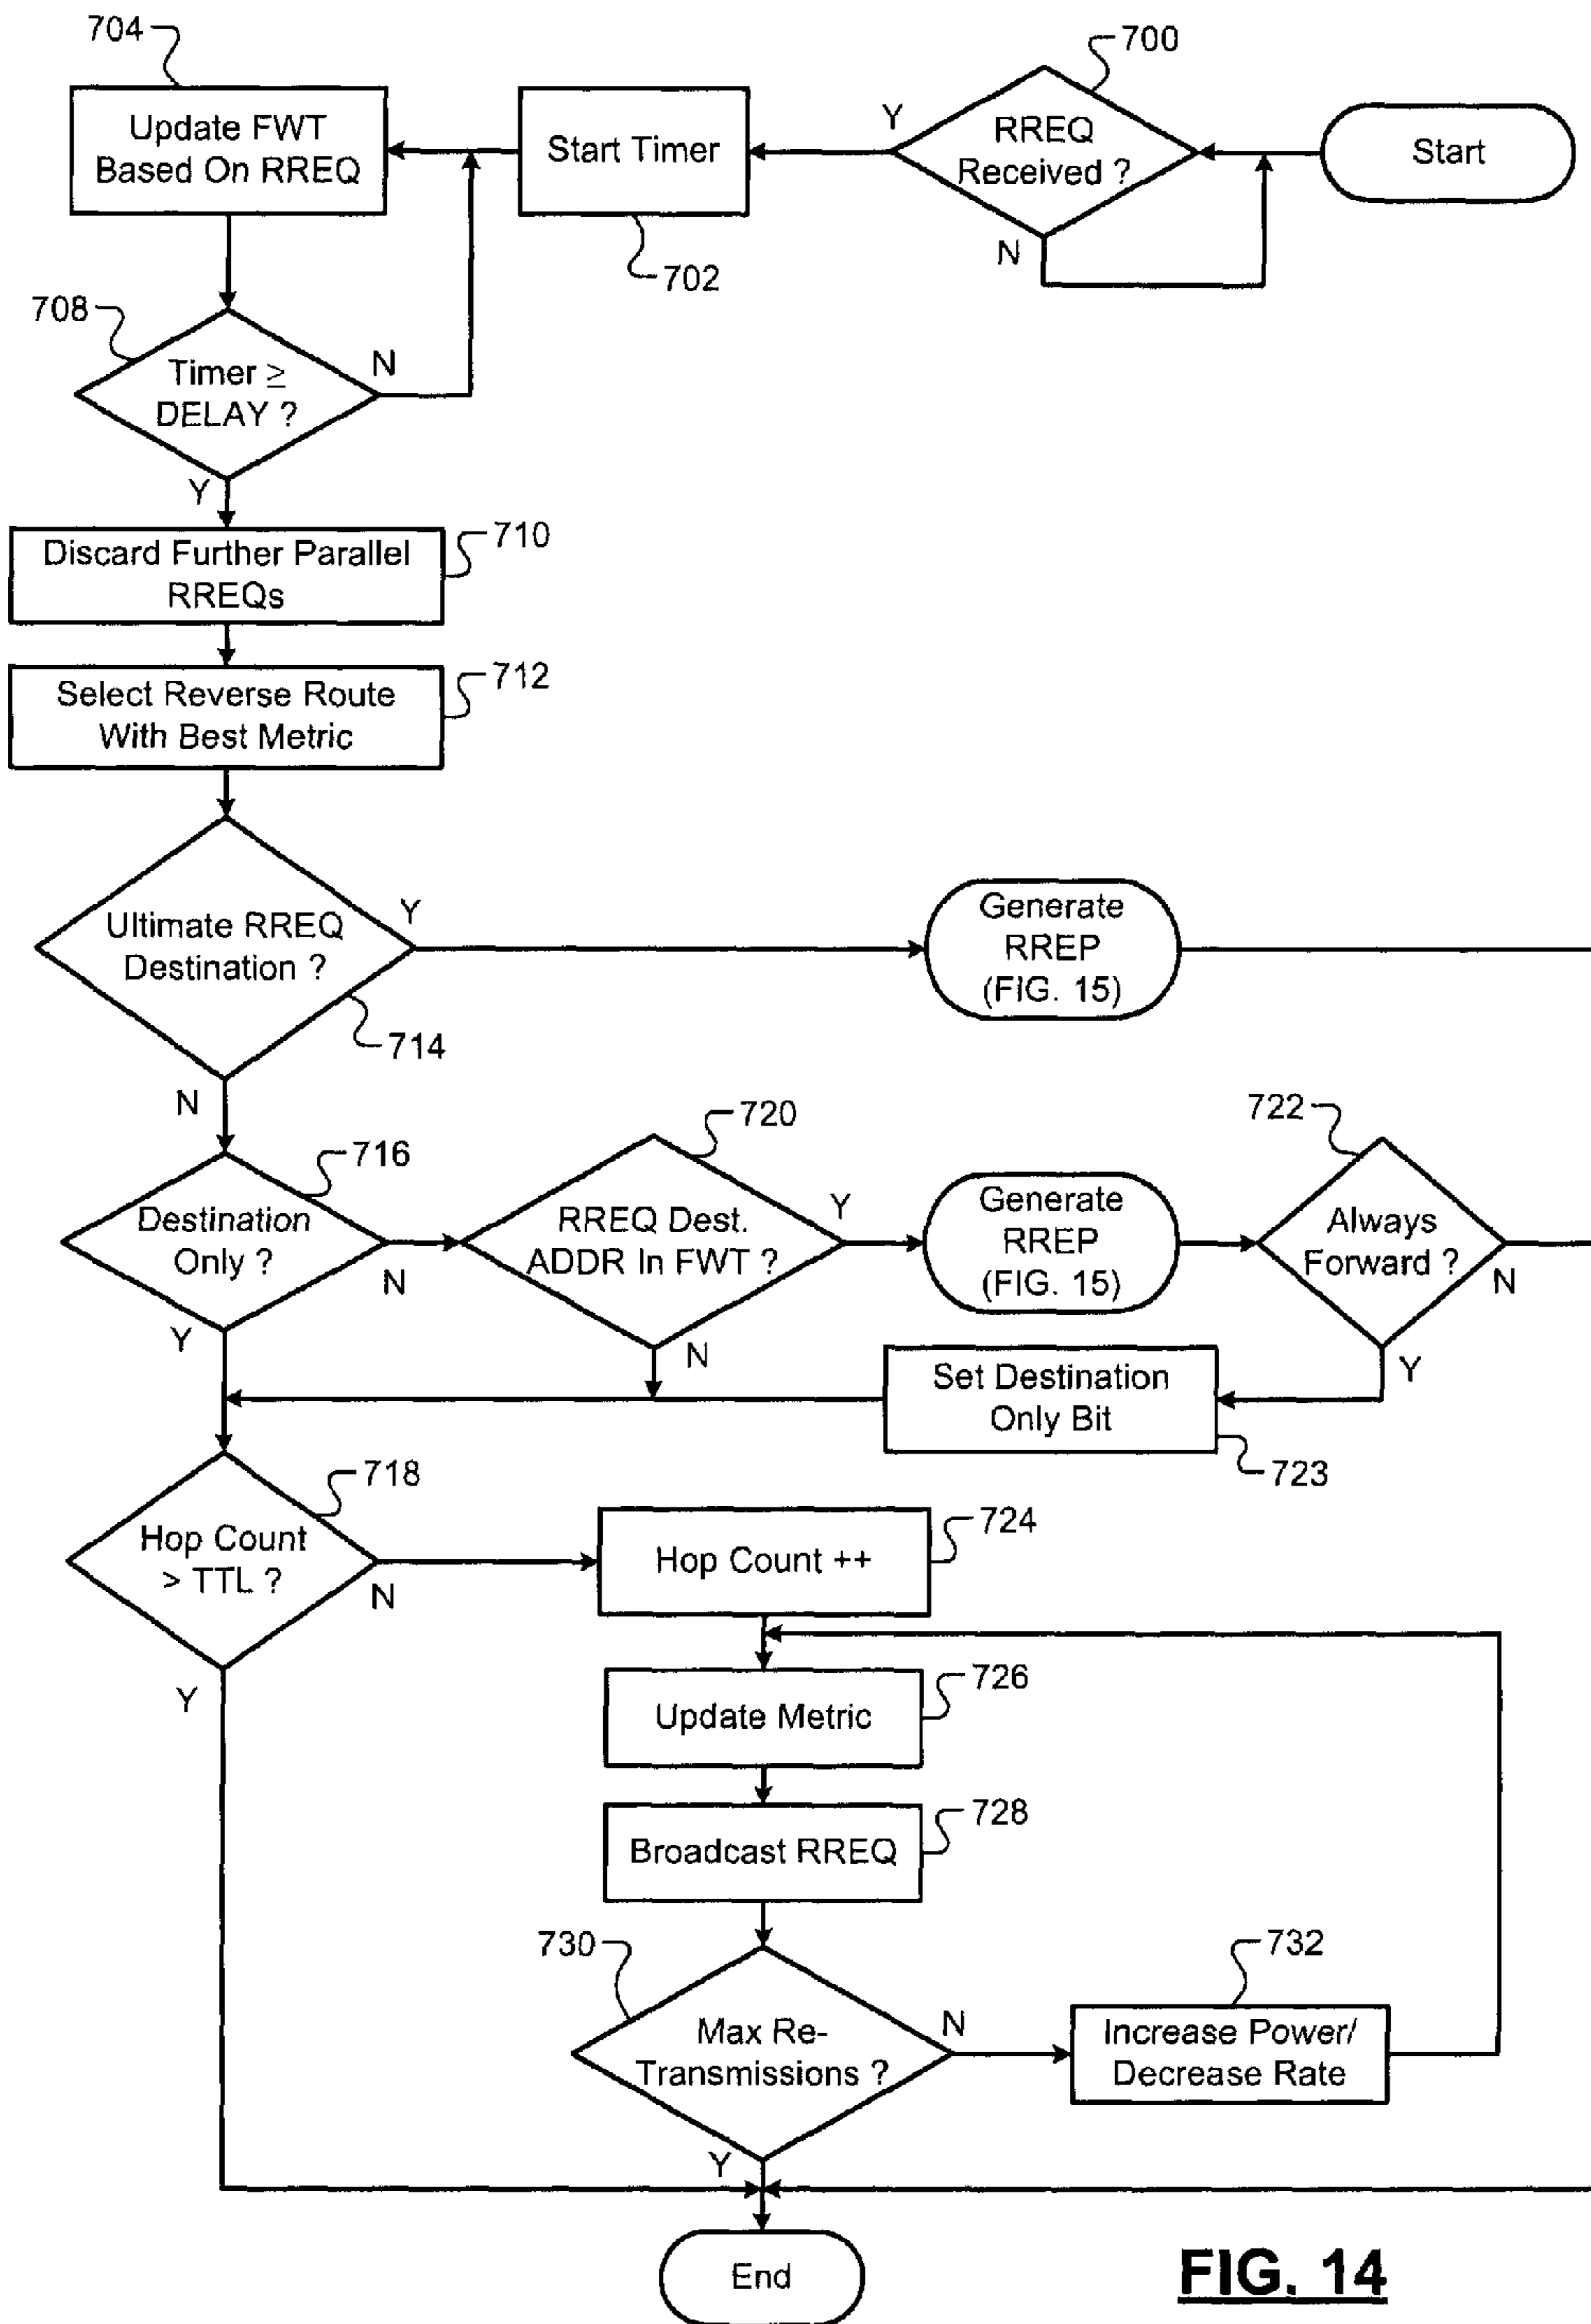 704
700
Update FWT
Based On RREQ
Start Timer
Y
RREQ
Received ?
Start
N
702
708
Timer ≥
DELAY ?
N
Y
Discard Further Parallel
RREQs
710
Select Reverse Route
With Best Metric
712
Ultimate RREQ
Destination ?
Y
Generate
RREP
(FIG. 15)
714
N
716
720
722
Destination
Only ?
N
RREQ Dest.
ADDR In FWT ?
Y
Generate
RREP
(FIG. 15)
Always
Forward ?
N
Y
N
Y
Set Destination
Only Bit
723
718
Hop Count
> TTL ?
N
Hop Count ++
724
Y
Update Metric
726
Broadcast RREQ
728
730
Max Re-
Transmissions ?
N
732
Increase Power/
Decrease Rate
Y
End
FIG. 14